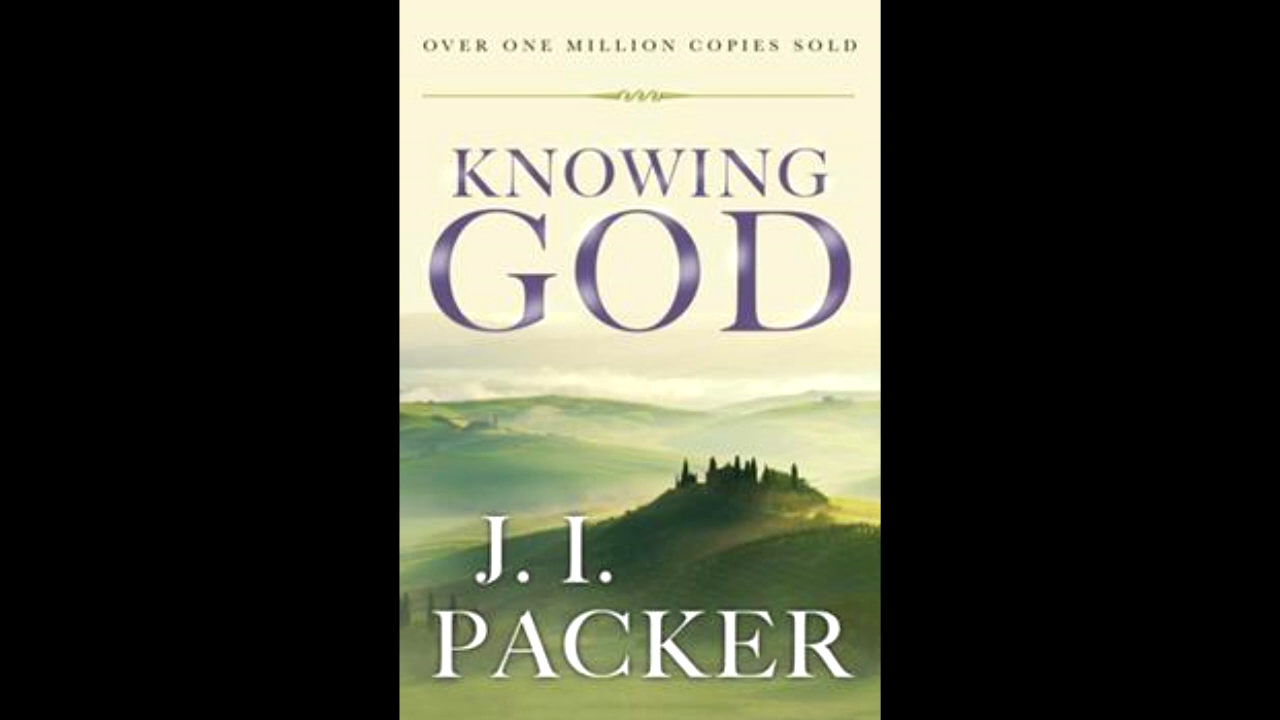 OVER ONE MILLION COPIES SOLD
KNOWING
GOD
J. I.
PACKER